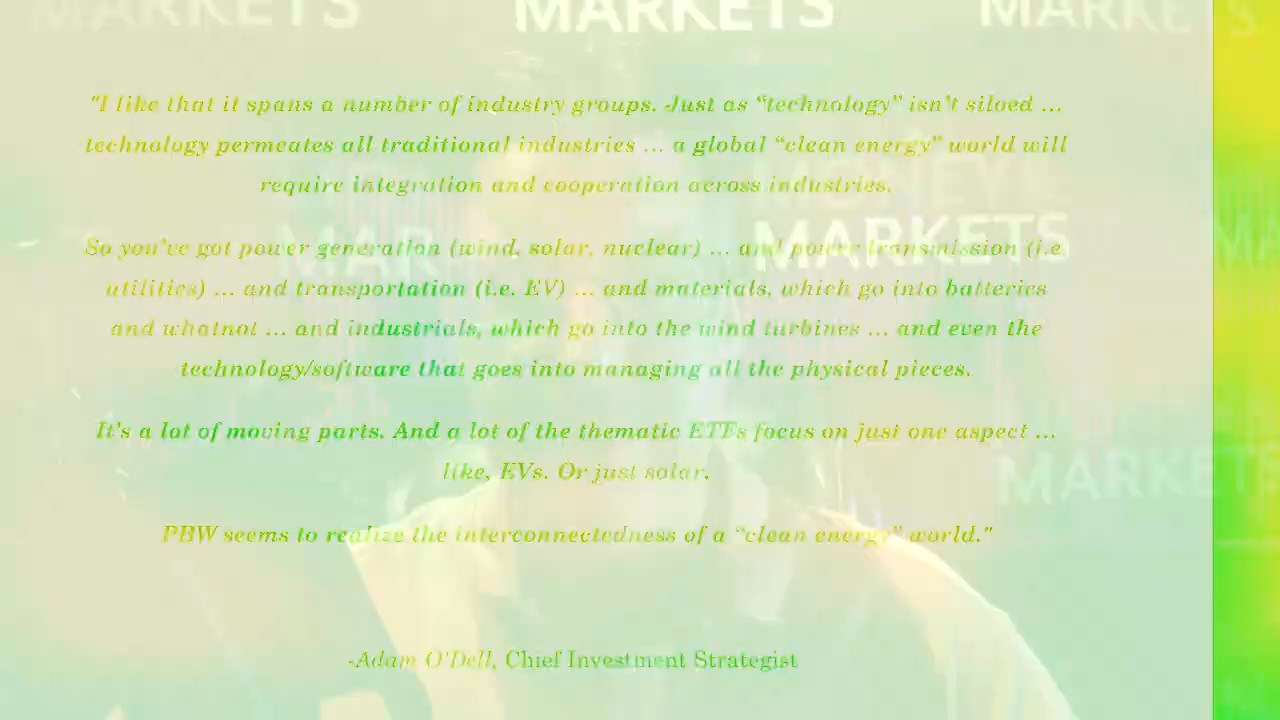 MARKETS MARKETS MARKETS
"I like that it spans a number of industry groups. Just as “technology” isn't siloed ...
technology permeates all traditional industries ... a global “clean energy” world will
require integration and cooperation across industries.
MONEY &
MARKETS
So you've got power generation (wind, solar, nuclear) ... and power transmission (i.e.
utilities) ... and transportation (i.e. EV) ... and materials, which go into batteries
and whatnot ... and industrials, which go into the wind turbines ... and even the
technology/software that goes into managing all the physical pieces.
It's a lot of moving parts. And a lot of the thematic ETFs focus on just one aspect ...
like, EVs. Or just solar.
MARKETS
PBW seems to realize the interconnectedness of a “clean energy” world."
-Adam O'Dell, Chief Investment Strategist